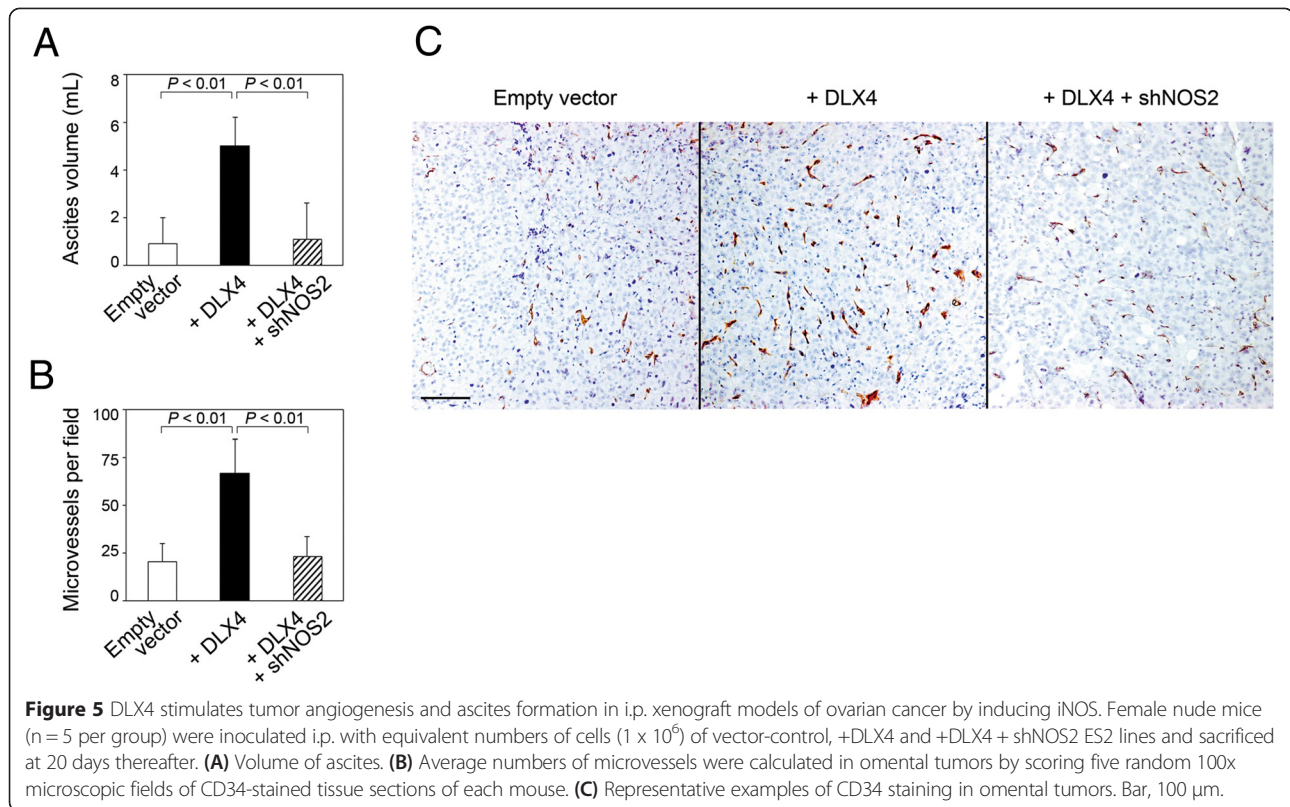 A
Ascites volume (mL)
8
6
4
2
0
P < 0.01
P < 0.01
Empty
vector
+ DLX4
+ DLX4
+ shNOS2
B
Microvessels per field
100
75
50
25
0
P < 0.01
P < 0.01
Empty
vector
+ DLX4
+ DLX4
+ shNOS2
C
Empty vector
+ DLX4
+ DLX4 + shNOS2
Figure 5 DLX4 stimulates tumor angiogenesis and ascites formation in i.p. xenograft models of ovarian cancer by inducing iNOS. Female nude mice
(n = 5 per group) were inoculated i.p. with equivalent numbers of cells (1 x 10⁶) of vector-control, +DLX4 and +DLX4 + shNOS2 ES2 lines and sacrificed
at 20 days thereafter. (A) Volume of ascites. (B) Average numbers of microvessels were calculated in omental tumors by scoring five random 100x
microscopic fields of CD34-stained tissue sections of each mouse. (C) Representative examples of CD34 staining in omental tumors. Bar, 100 μm.